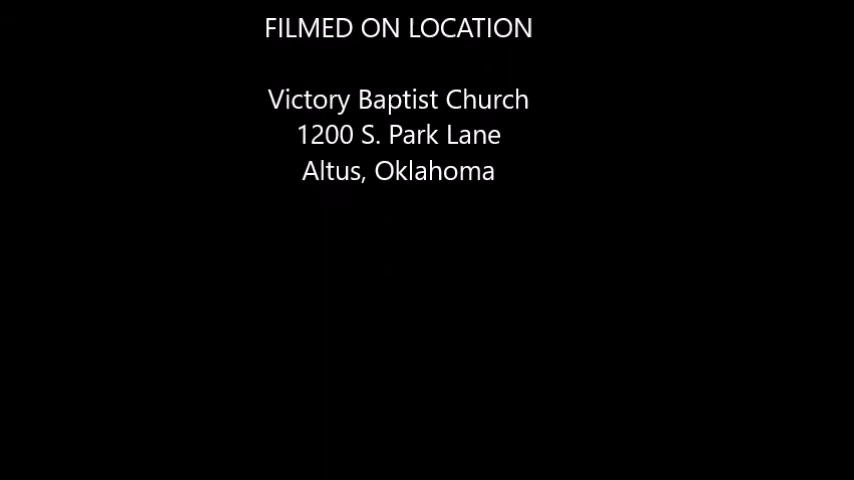 FILMED ON LOCATION
Victory Baptist Church
1200 S. Park Lane
Altus, Oklahoma